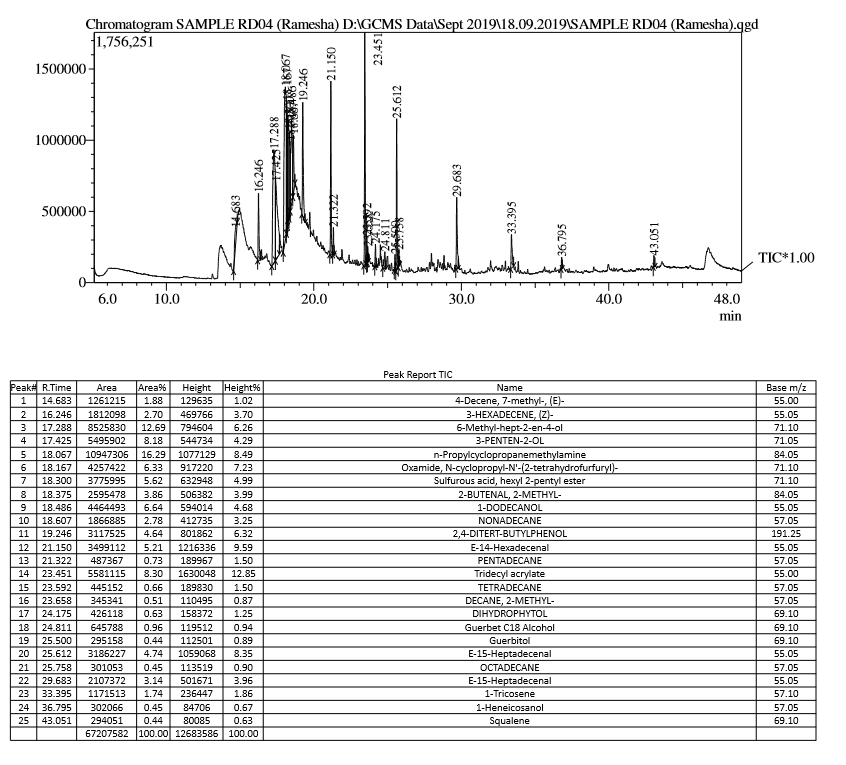 Chromatogram SAMPLE RD04 (Ramesha) D:\GCMS Data\Sept 2019\18.09.2019\SAMPLE RD04 (Ramesha).qgd
1,756,251
1500000
1000000
500000
0
14.683
16.246
17.288
17.425
18.067
19.246
21.150
21.322
23.451
24.175
24.811
25.612
25.758
29.683
33.395
36.795
43.051
TIC*1.00
6.0 10.0 20.0 30.0 40.0 48.0
min
Peak Report TIC
Peak# R.Time Area Area% Height Height% Name Base m/z
1 14.683 1261215 1.88 129635 1.02 4-Decene, 7-methyl-, (E)- 55.00
2 16.246 1812098 2.70 469766 3.70 3-HEXADECENE, (Z)- 55.05
3 17.288 8525830 12.69 794604 6.26 6-Methyl-hept-2-en-4-ol 71.10
4 17.425 5495902 8.18 544734 4.29 3-PENTEN-2-OL 71.05
5 18.067 10947306 16.29 1077129 8.49 n-Propylcyclopropanemethylamine 84.05
6 18.167 4257422 6.33 917220 7.23 Oxamide, N-cyclopropyl-N'-(2-tetrahydrofurfuryl)- 71.10
7 18.300 3775995 5.62 632948 4.99 Sulfurous acid, hexyl 2-pentyl ester 71.10
8 18.375 2595478 3.86 506382 3.99 2-BUTENAL, 2-METHYL- 84.05
9 18.486 4464493 6.64 594014 4.68 1-DODECANOL 55.05
10 18.607 1866885 2.78 412735 3.25 NONADECANE 57.05
11 19.246 3117525 4.64 801862 6.32 2,4-DITERT-BUTYLPHENOL 191.25
12 21.150 3499112 5.21 1216336 9.59 E-14-Hexadecenal 55.05
13 21.322 487367 0.73 189967 1.50 PENTADECANE 57.05
14 23.451 5581115 8.30 1630048 12.85 Tridecyl acrylate 55.00
15 23.592 445152 0.66 189830 1.50 TETRADECANE 57.05
16 23.658 345341 0.51 110495 0.87 DECANE, 2-METHYL- 57.05
17 24.175 426118 0.63 158372 1.25 DIHYDROPHYTOL 69.10
18 24.811 645788 0.96 119512 0.94 Guerbet C18 Alcohol 69.10
19 25.500 295158 0.44 112501 0.89 Guerbitol 69.10
20 25.612 3186227 4.74 1059068 8.35 E-15-Heptadecenal 55.05
21 25.758 301053 0.45 113519 0.90 OCTADECANE 57.05
22 29.683 2107372 3.14 501671 3.96 E-15-Heptadecenal 55.05
23 33.395 1171513 1.74 236447 1.86 1-Tricosene 57.10
24 36.795 302066 0.45 84706 0.67 1-Heneicosanol 57.05
25 43.051 294051 0.44 80085 0.63 Squalene 69.10
67207582 100.00 12683586 100.00